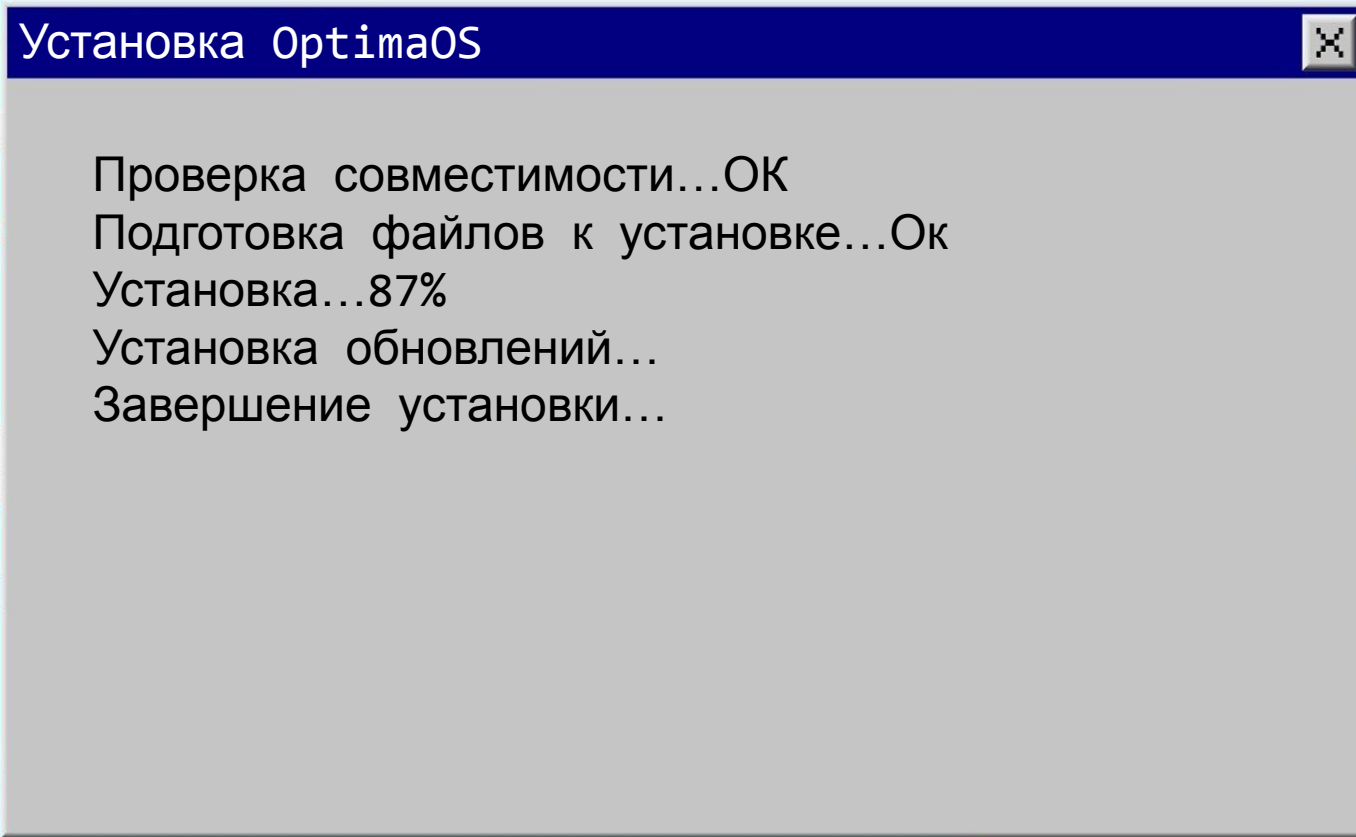 Установка OptimaOS
Проверка совместимости...ОК
Подготовка файлов к установке...Ок
Установка...87%
Установка обновлений...
Завершение установки...